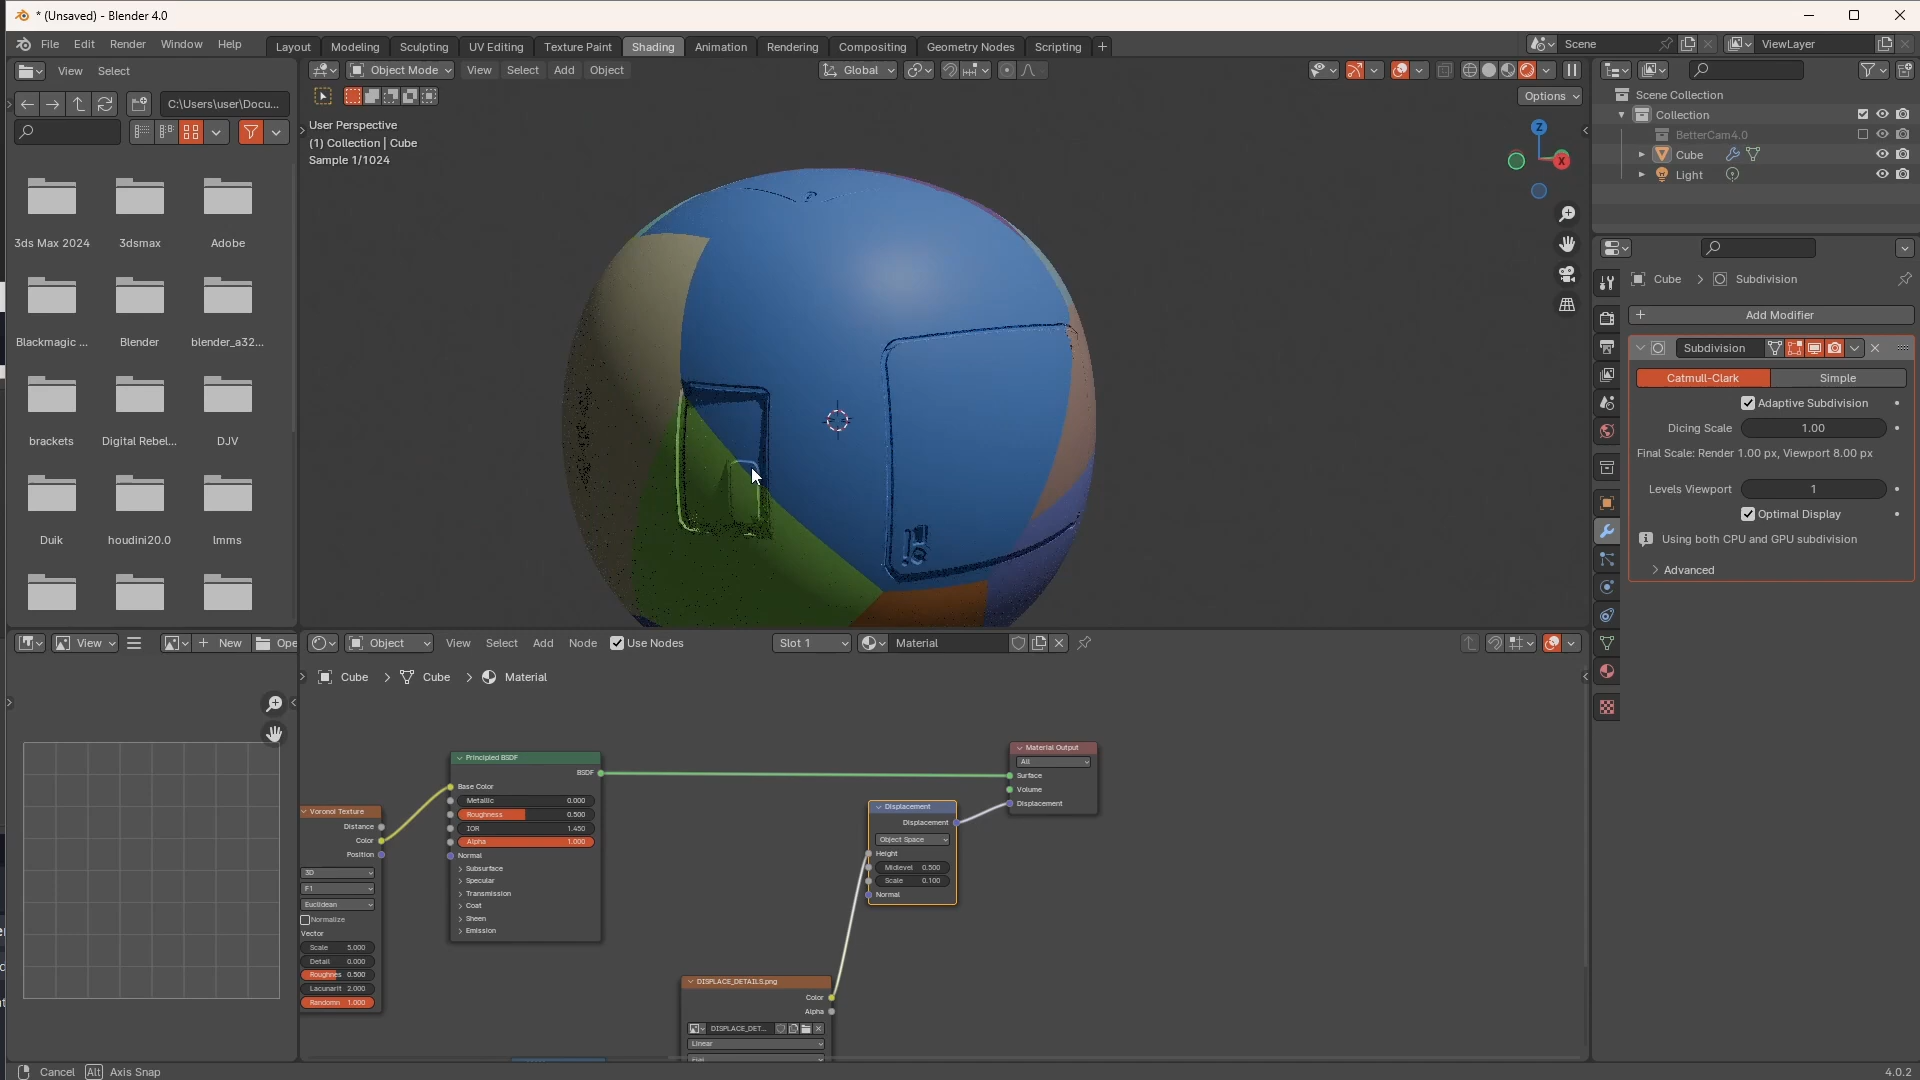 * (Unsaved) - Blender 4.0
File Edit Render Window Help
Layout Modeling Sculpting UV Editing Texture Paint Shading Animation Rendering Compositing Geometry Nodes Scripting +
Scene
ViewLayer
View Select
Object Mode View Select Add Object
Global
Options
C:\Users\user\Docu...
User Perspective
(1) Collection | Cube
Sample 1/1024
Z
X
3ds Max 2024 3dsmax Adobe
Blackmagic ... Blender blender_a32...
brackets Digital Rebel... DJV
Duik houdini20.0 lmms
Scene Collection
Collection
BetterCam4.0
Cube
Light
Cube > Subdivision
+ Add Modifier
Subdivision
Catmull-Clark Simple
Adaptive Subdivision
Dicing Scale 1.00
Final Scale: Render 1.00 px, Viewport 8.00 px
Levels Viewport 1
Optimal Display
Using both CPU and GPU subdivision
Advanced
View
+ New
Ope
Object View Select Add Node Use Nodes
Slot 1
Material
Cube > Cube > Material
Voronoi Texture
Distance
Color
Position
3D
F1
Euclidean
Normalize
Vector
Scale 5.000
Detail 0.000
Roughnes 0.500
Lacunarit 2.000
Randomn 1.000
Principled BSDF
BSDF
Base Color
Metallic 0.000
Roughness 0.500
IOR 1.450
Alpha 1.000
Normal
Subsurface
Specular
Transmission
Coat
Sheen
Emission
Displacement
Displacement
Object Space
Height
Midlevel 0.500
Scale 0.100
Normal
Material Output
All
Surface
Volume
Displacement
DISPLACE_DETAILS.png
Color
Alpha
DISPLACE_DET...
Linear
Cancel Alt Axis Snap
4.0.2